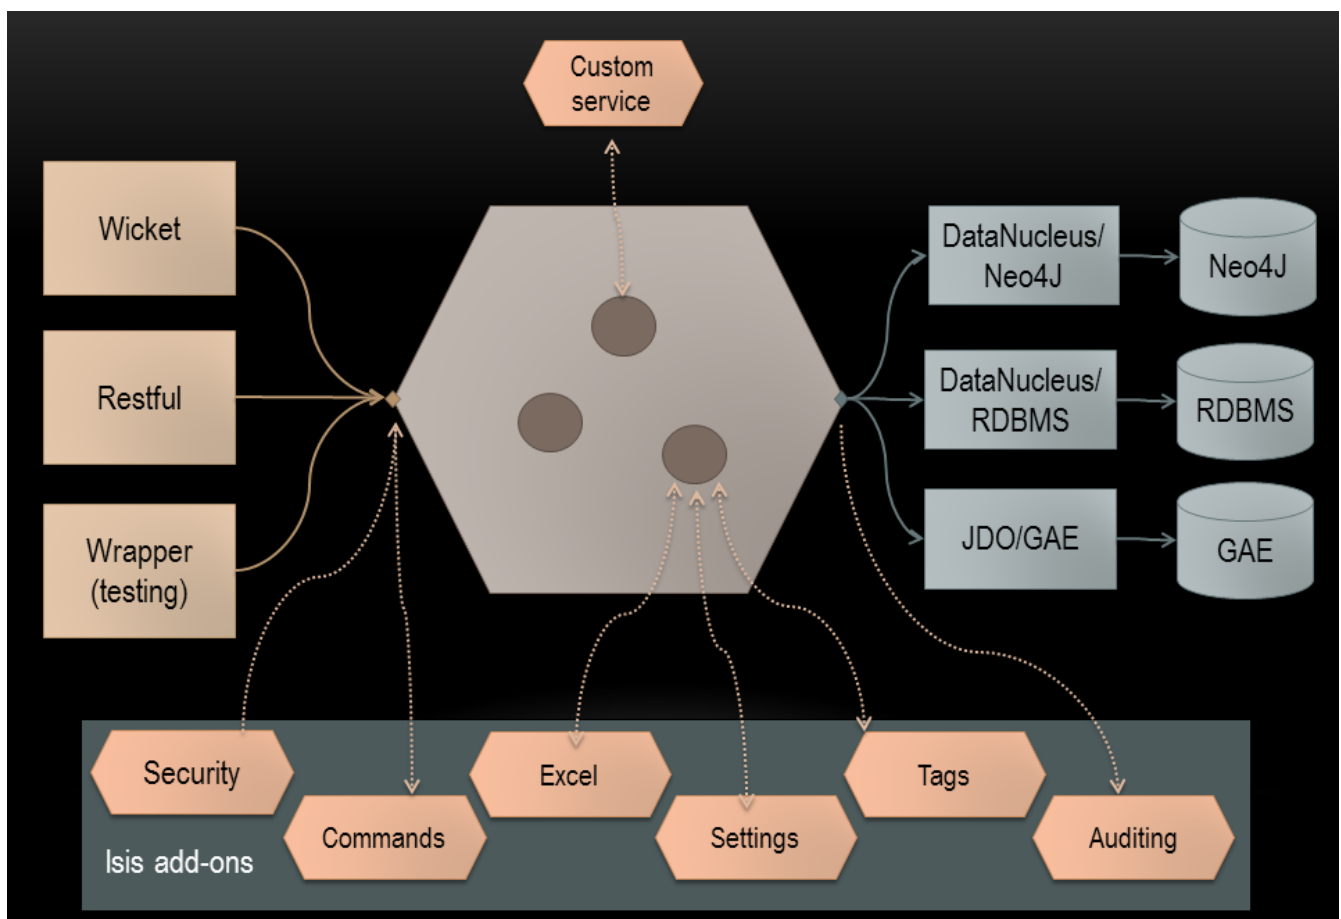 Custom
service
Wicket
Restful
Wrapper
(testing)
DataNucleus/
Neo4J
Neo4J
DataNucleus/
RDBMS
RDBMS
JDO/GAE
GAE
Security
Commands
Excel
Settings
Tags
Auditing
Isis add-ons